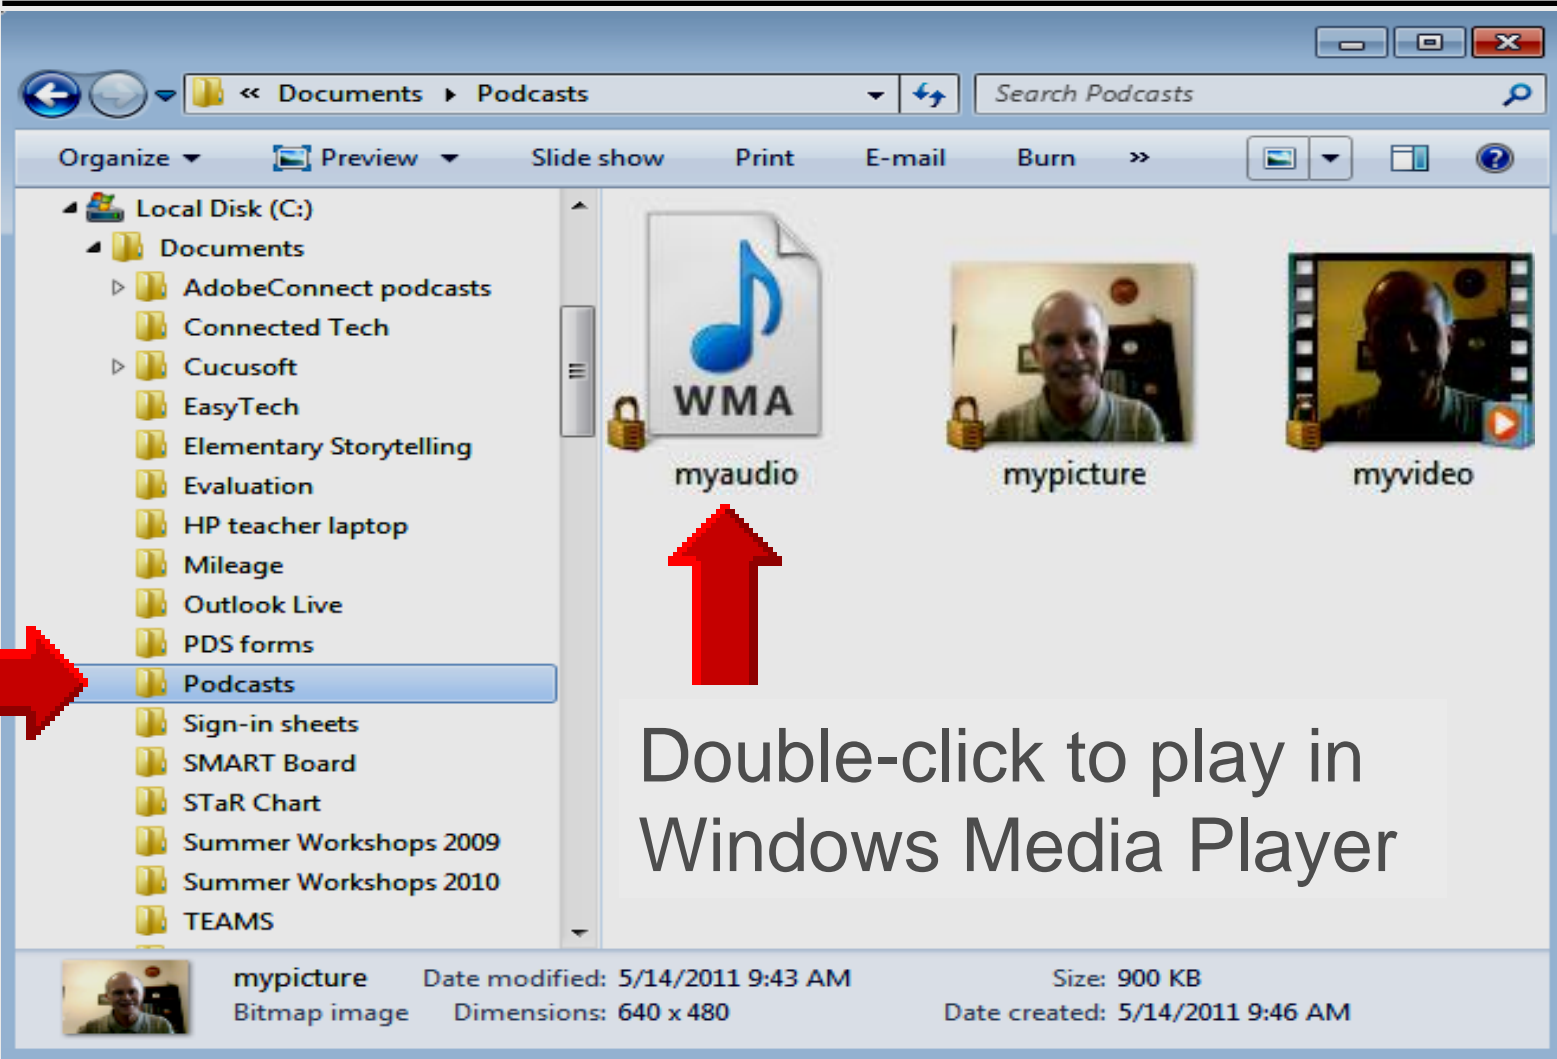 « Documents Podcasts
Search Podcasts
Organize Preview Slide show Print E-mail Burn »
Local Disk (C:)
Documents
AdobeConnect podcasts
Connected Tech
Cucusoft
EasyTech
Elementary Storytelling
Evaluation
HP teacher laptop
Mileage
Outlook Live
PDS forms
Podcasts
Sign-in sheets
SMART Board
STaR Chart
Summer Workshops 2009
Summer Workshops 2010
TEAMS
WMA
myaudio
mypicture
myvideo
Double-click to play in
Windows Media Player
mypicture Date modified: 5/14/2011 9:43 AM Size: 900 KB
Bitmap image Dimensions: 640 x 480 Date created: 5/14/2011 9:46 AM